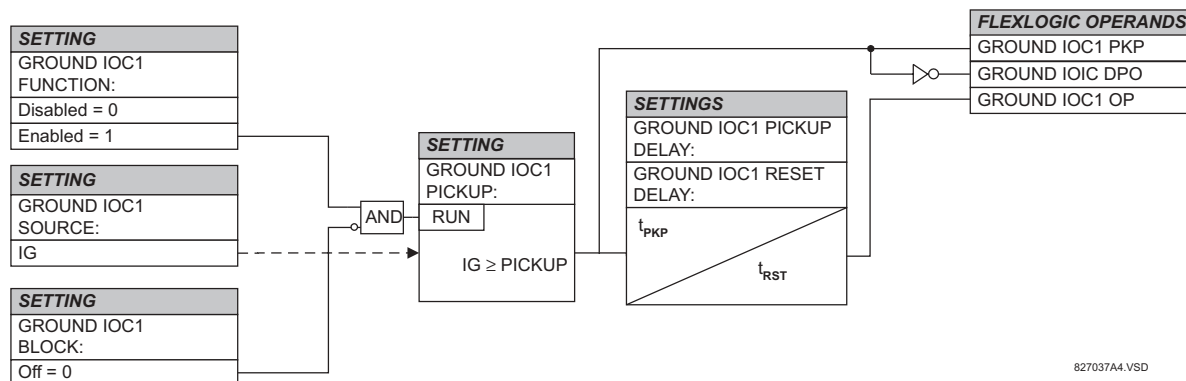 SETTING
GROUND IOC1
FUNCTION:
Disabled = 0
Enabled = 1
SETTING
GROUND IOC1
SOURCE:
IG
SETTING
GROUND IOC1
BLOCK:
Off = 0
AND
SETTING
GROUND IOC1
PICKUP:
RUN
IG ≥ PICKUP
SETTINGS
GROUND IOC1 PICKUP
DELAY:
GROUND IOC1 RESET
DELAY:
tPKP
tRST
FLEXLOGIC OPERANDS
GROUND IOC1 PKP
GROUND IOIC DPO
GROUND IOC1 OP
827037A4.VSD